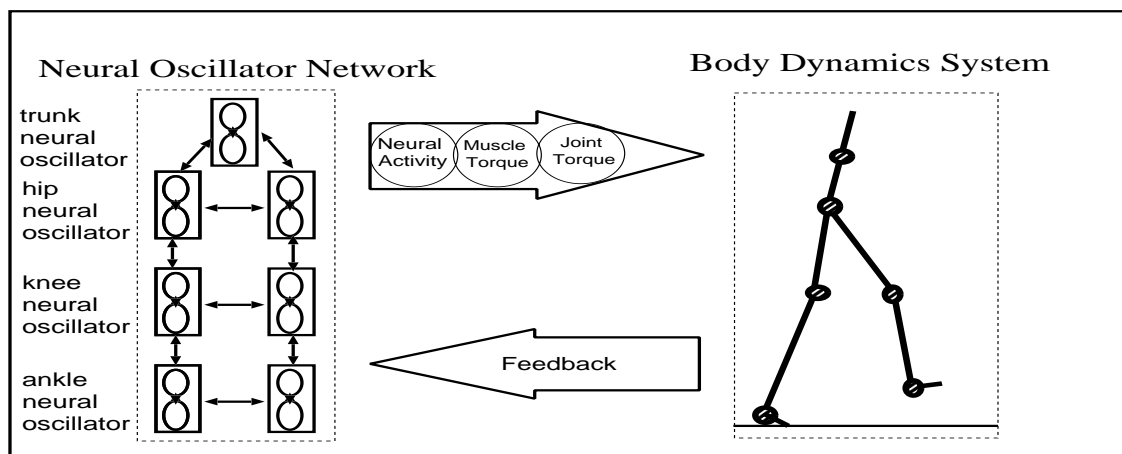 Neural Oscillator Network
Body Dynamics System
trunk
neural
oscillator
hip
neural
oscillator
knee
neural
oscillator
ankle
neural
oscillator
Neural
Activity
Muscle
Torque
Joint
Torque
Feedback